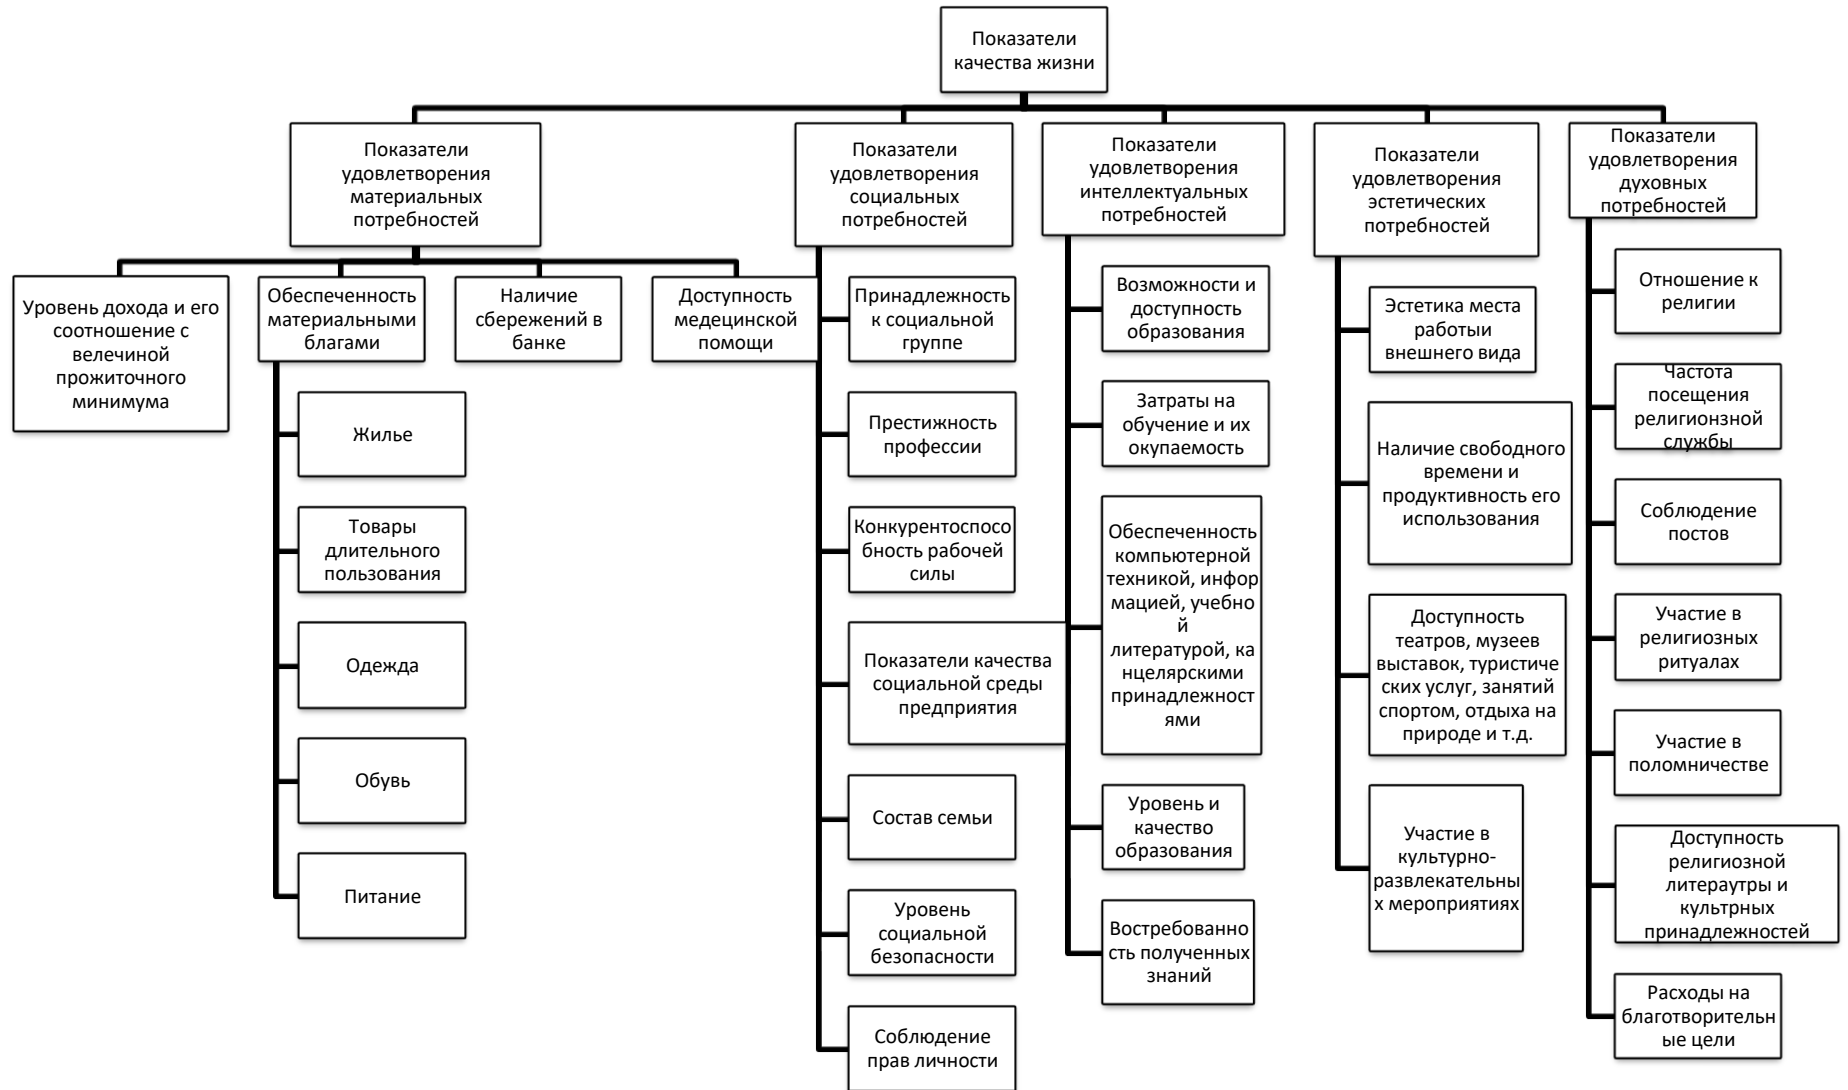 Показатели
качества жизни
Показатели
удовлетворения
материальных
потребностей
Уровень дохода и его
соотношение с
велечиной
прожиточного
минимума
Обеспеченность
материальными
благами
Жилье
Товары
длительного
пользования
Одежда
Обувь
Питание
Наличие
сбережений в
банке
Доступность
медецинской
помощи
Показатели
удовлетворения
социальных
потребностей
Принадлежность
к социальной
группе
Престижность
профессии
Конкурентоспосо
бность рабочей
силы
Показатели качества
социальной среды
предприятия
Состав семьи
Уровень
социальной
безопасности
Соблюдение
прав личности
Показатели
удовлетворения
интеллектуальных
потребностей
Возможности и
доступность
образования
Затраты на
обучение и их
окупаемость
Обеспеченность
компьютерной
техникой, инфор
мацией, учебно
й
литературой, ка
нцелярскими
принадлежност
ями
Уровень и
качество
образования
Востребованно
сть полученных
знаний
Показатели
удовлетворения
эстетических
потребностей
Эстетика места
работыи
внешнего вида
Наличие свободного
времени и
продуктивность его
использования
Доступность
театров, музеев
выставок, туристиче
ских услуг, занятий
спортом, отдыха на
природе и т.д.
Участие в
культурно-
развлекательны
х мероприятиях
Показатели
удовлетворения
духовных
потребностей
Отношение к
религии
Частота
посещения
религионзной
службы
Соблюдение
постов
Участие в
религиозных
ритуалах
Участие в
поломничестве
Доступность
религиозной
литераутры и
культрных
принадлежностей
Расходы на
благотворительн
ые цели